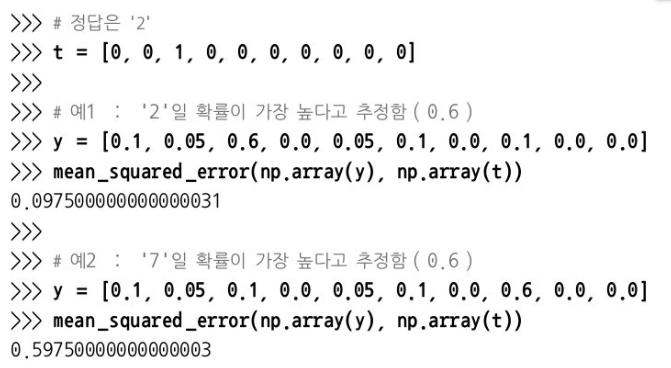 >>> # 정답은 '2'
>>> t = [0, 0, 1, 0, 0, 0, 0, 0, 0, 0]
>>>
>>> # 예1 : '2'일 확률이 가장 높다고 추정함 ( 0.6 )
>>> y = [0.1, 0.05, 0.6, 0.0, 0.05, 0.1, 0.0, 0.1, 0.0, 0.0]
>>> mean_squared_error(np.array(y), np.array(t))
0.097500000000000031
>>>
>>> # 예2 : '7'일 확률이 가장 높다고 추정함 ( 0.6 )
>>> y = [0.1, 0.05, 0.1, 0.0, 0.05, 0.1, 0.0, 0.6, 0.0, 0.0]
>>> mean_squared_error(np.array(y), np.array(t))
0.59750000000000003